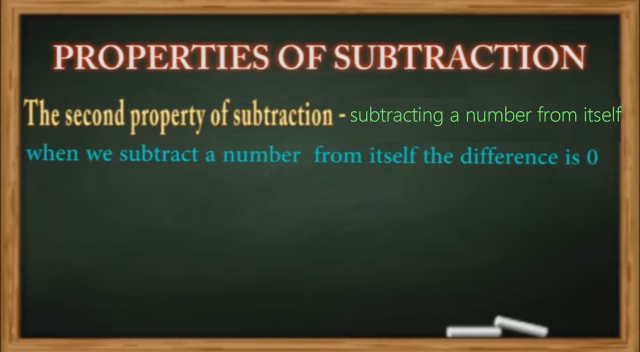 PROPERTIES OF SUBTRACTION
The second property of subtraction - subtracting a number from itself
when we subtract a number from itself the difference is 0